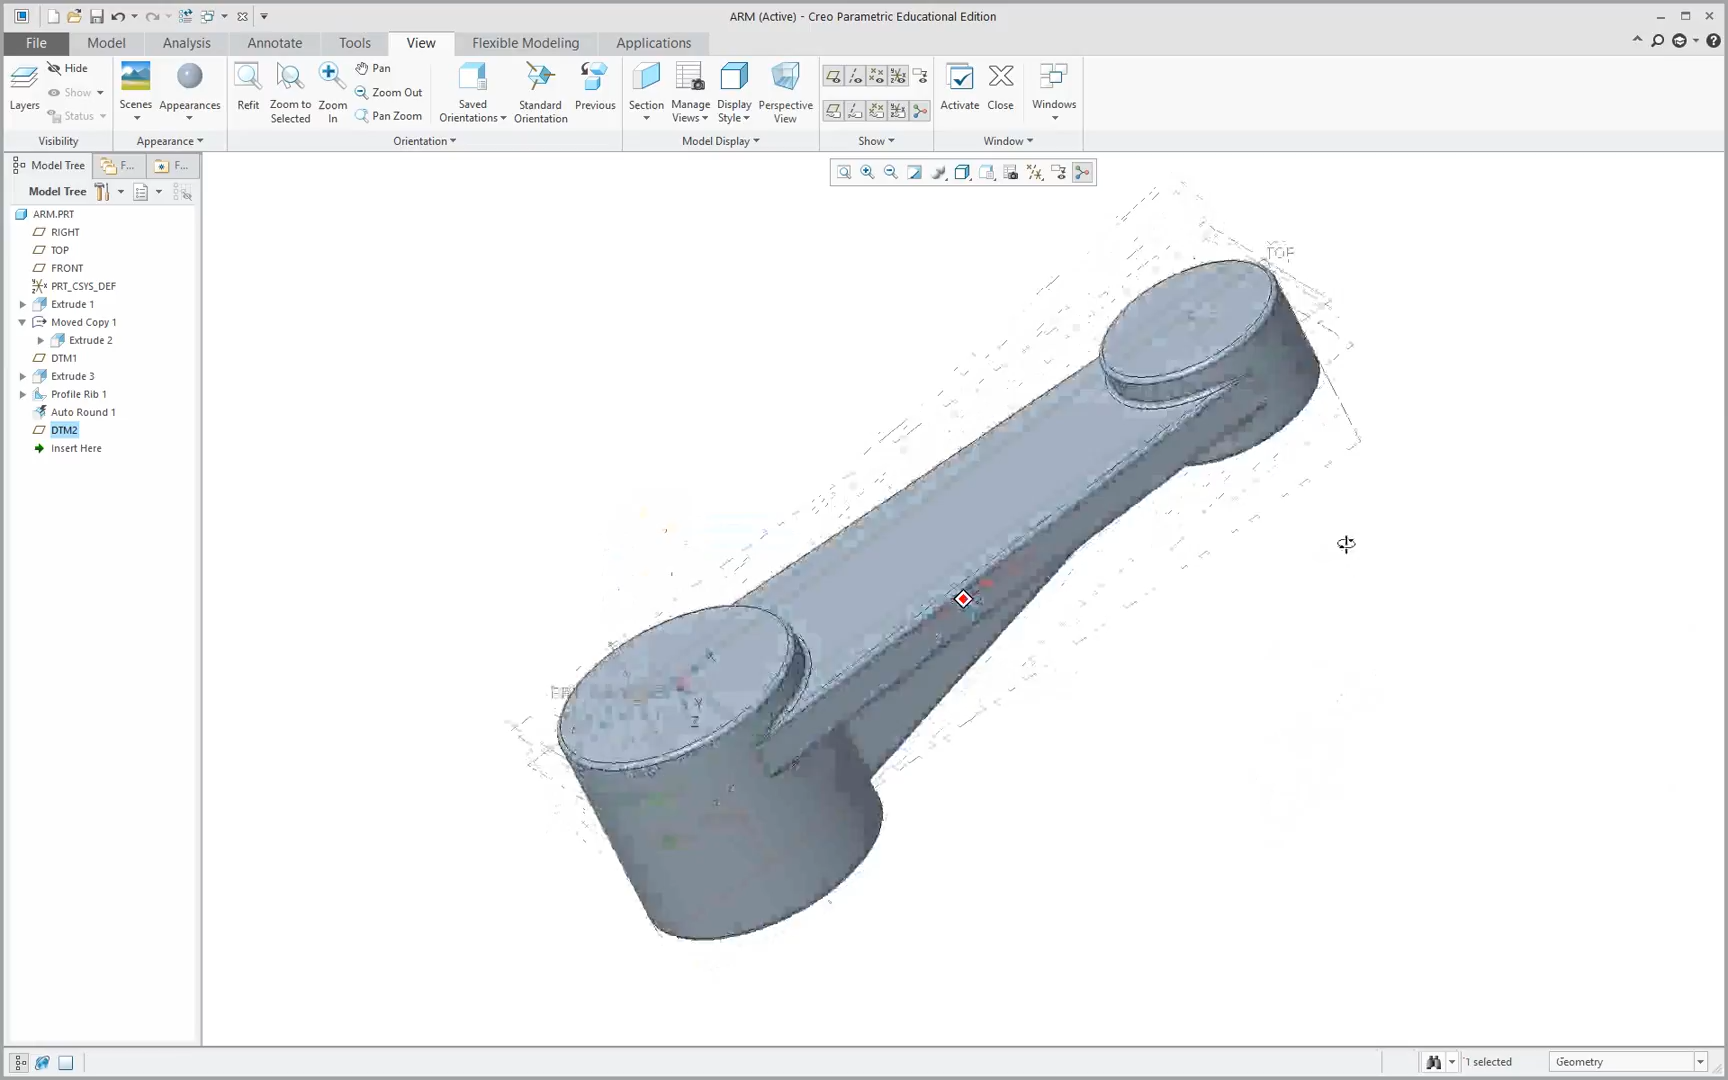 ARM (Active) - Creo Parametric Educational Edition
File Model Analysis Annotate Tools View Flexible Modeling Applications
Layers
Hide
Show
Status
Visibility
Scenes
Appearances
Appearance
Refit
Zoom to
Selected
Zoom
In
Pan
Zoom Out
Pan Zoom
Saved
Orientations
Standard
Orientation
Previous
Orientation
Section
Manage
Views
Display
Style
Perspective
View
Model Display
Show
Activate
Close
Windows
Window
Model Tree F... F...
Model Tree
ARM.PRT
RIGHT
TOP
FRONT
PRT_CSYS_DEF
Extrude 1
Moved Copy 1
Extrude 2
DTM1
Extrude 3
Profile Rib 1
Auto Round 1
DTM2
Insert Here
TOP
X
Y
Z
1 selected
Geometry